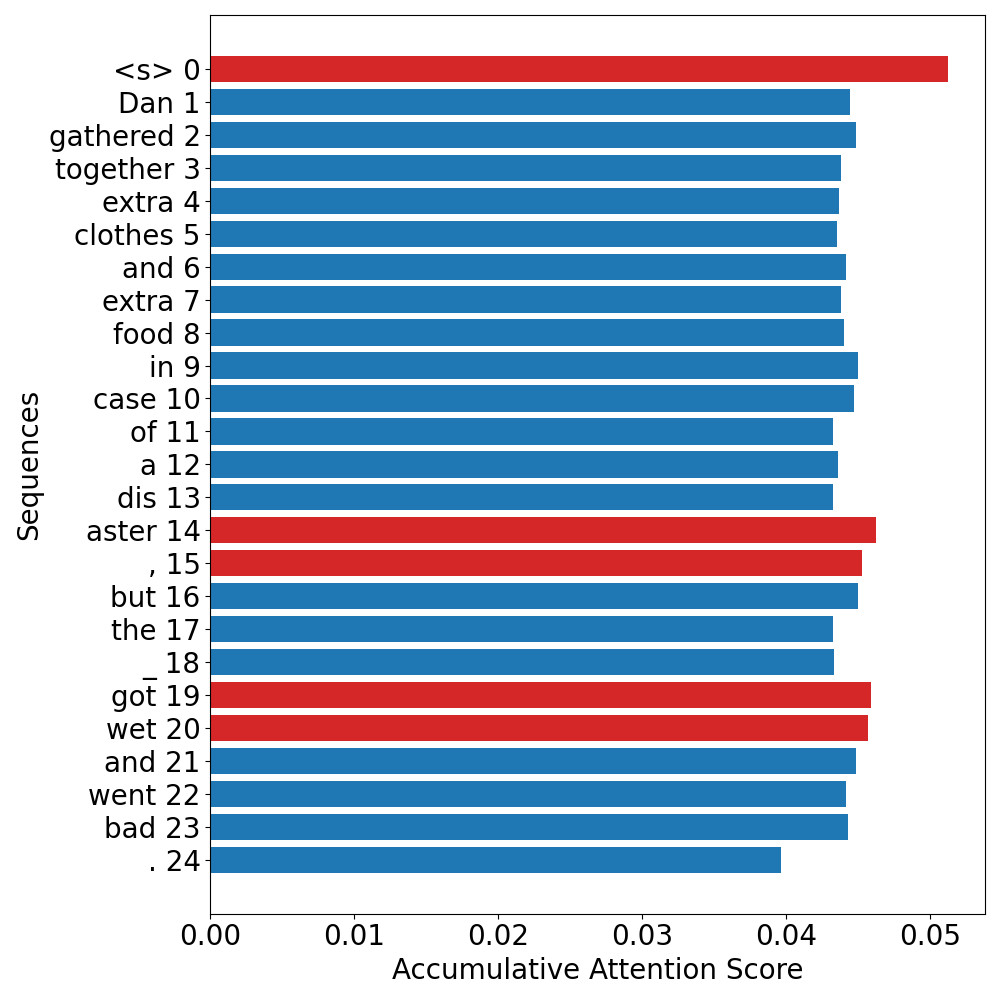 <s> 0
Dan 1
gathered 2
together 3
extra 4
clothes 5
and 6
extra 7
food 8
in 9
case 10
of 11
a 12
dis 13
aster 14
, 15
but 16
the 17
_ 18
got 19
wet 20
and 21
went 22
bad 23
. 24
Sequences
0.00 0.01 0.02 0.03 0.04 0.05
Accumulative Attention Score